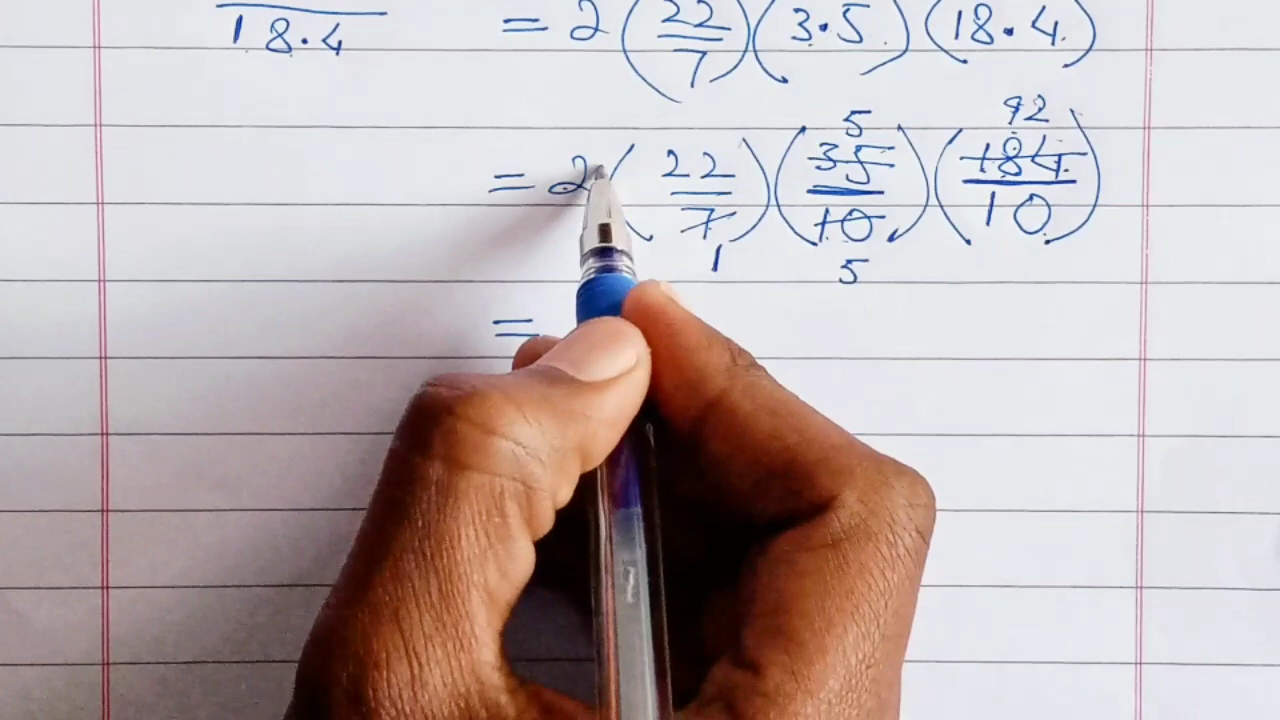 18.4
= 2 (22/7) (3.5) (18.4)
5 92
= 2 (22/7) (35/10) (184/10)
1 5
=